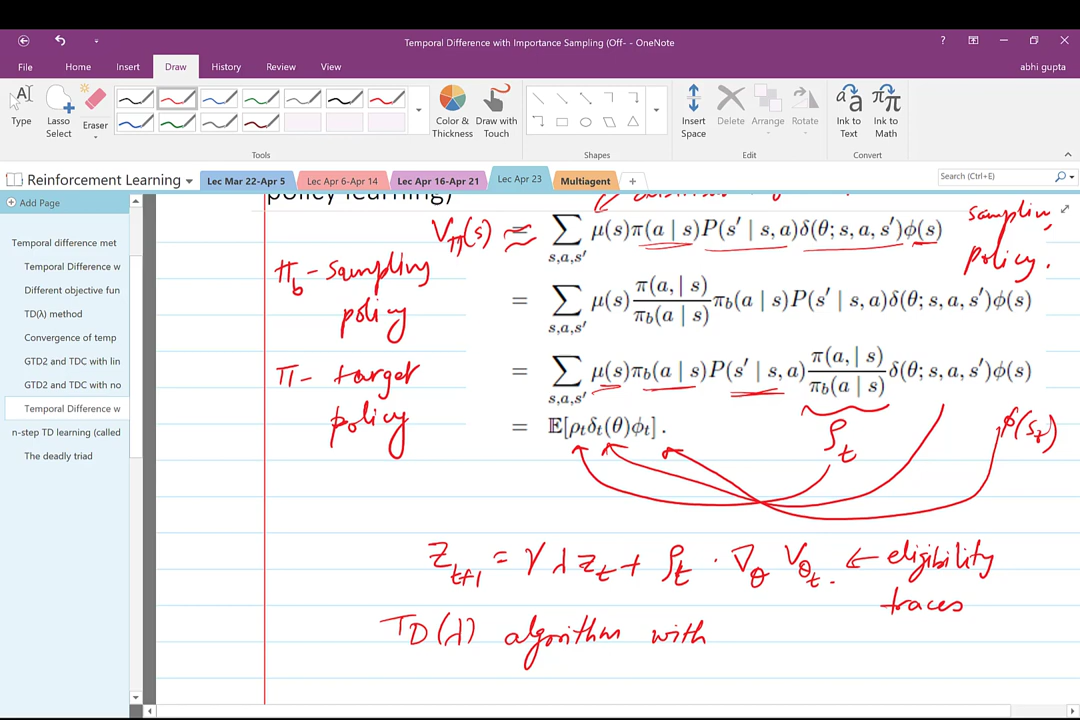 Temporal Difference with Importance Sampling (Off- - OneNote
?
File Home Insert Draw History Review View
abhi gupta
Type
Lasso Select
Eraser
Color & Thickness
Draw with Touch
Insert Space
Delete
Arrange
Rotate
Ink to Text
Ink to Math
Tools Shapes Edit Convert
Reinforcement Learning
Lec Mar 22-Apr 5 Lec Apr 6-Apr 14 Lec Apr 16-Apr 21 Lec Apr 23 Multiagent +
Search (Ctrl+E)
Add Page
Temporal difference met
Temporal Difference w
Different objective fun
TD(λ) method
Convergence of temp
GTD2 and TDC with lin
GTD2 and TDC with no
Temporal Difference w
n-step TD learning (called
The deadly triad
policy learning)
sampling policy.
V_π(s) ≈ ∑_{s,a,s′} μ(s)π(a | s)P(s′ | s, a)δ(θ; s, a, s′)ϕ(s)
π_b - sampling policy
= ∑_{s,a,s′} μ(s) π(a, | s)/π_b(a | s) π_b(a | s)P(s′ | s, a)δ(θ; s, a, s′)ϕ(s)
π - target policy
= ∑_{s,a,s′} μ(s)π_b(a | s)P(s′ | s, a) π(a, | s)/π_b(a | s) δ(θ; s, a, s′)ϕ(s)
= 𝔼[ρ_tδ_t(θ)ϕ_t].
ρ_t
ϕ(s_t)
z_{t+1} = γ λ z_t + ρ_t · ∇_θ V_{θ_t}. ← eligibility traces
TD(λ) algorithm with